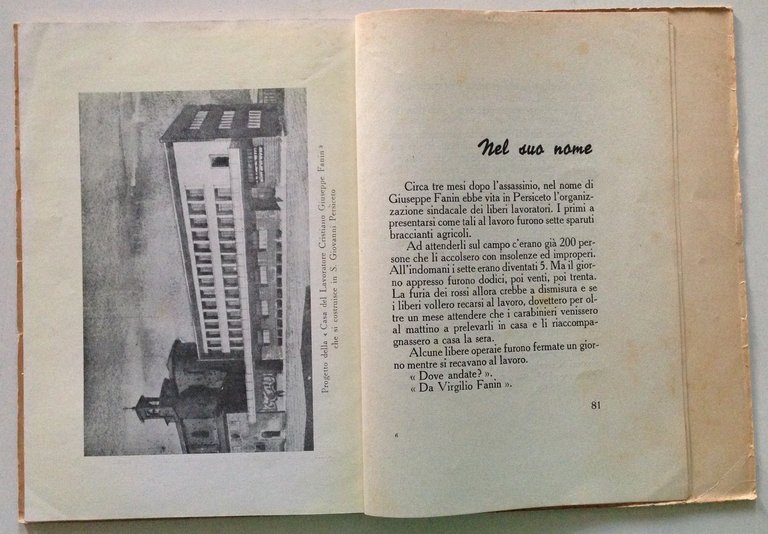 Progetto della « Casa del Lavoratore Cristiano Giuseppe Fanin »
che si costruisce in S. Giovanni Persiceto
Nel suo nome
Circa tre mesi dopo l'assassinio, nel nome di
Giuseppe Fanin ebbe vita in Persiceto l'organiz-
zazione sindacale dei liberi lavoratori. I primi a
presentarsi come tali al lavoro furono sette sparuti
braccianti agricoli.
Ad attenderli sul campo c'erano già 200 per-
sone che li accolsero con insolenze ed improperi.
All'indomani i sette erano diventati 5. Ma il gior-
no appresso furono dodici, poi venti, poi trenta.
La furia dei rossi allora crebbe a dismisura e se
i liberi vollero recarsi al lavoro, dovettero per ol-
tre un mese attendere che i carabinieri venissero
al mattino a prelevarli in casa e li riaccompa-
gnassero a casa la sera.
Alcune libere operaie furono fermate un gior-
no mentre si recavano al lavoro.
« Dove andate? ».
« Da Virgilio Fanin ».
81
6